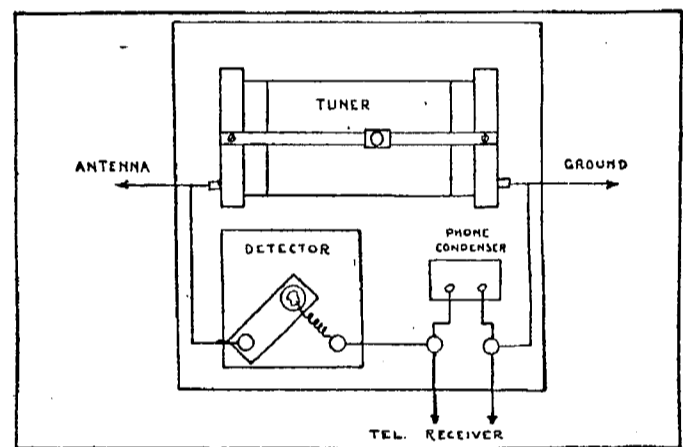 TUNER
ANTENNA
GROUND
DETECTOR
PHONE
CONDENSER
TEL. RECEIVER